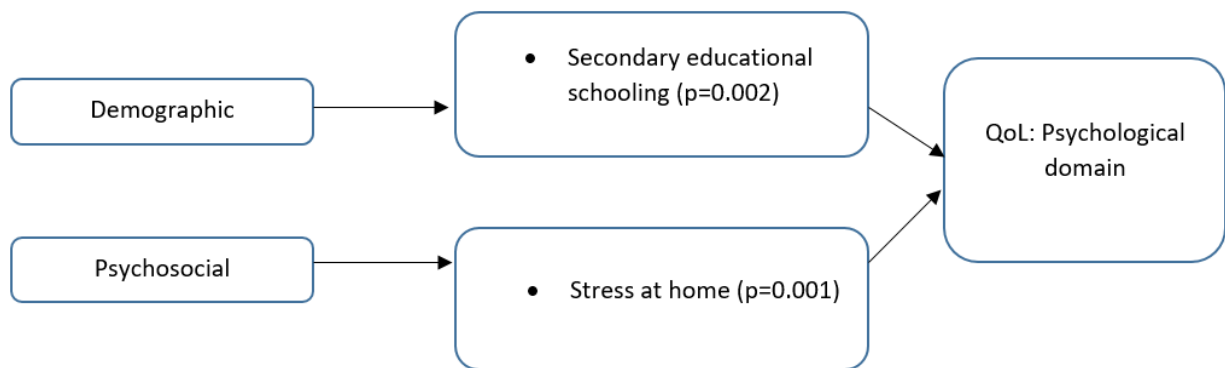 Demographic
• Secondary educational
schooling (p=0.002)
QoL: Psychological
domain
Psychosocial
• Stress at home (p=0.001)